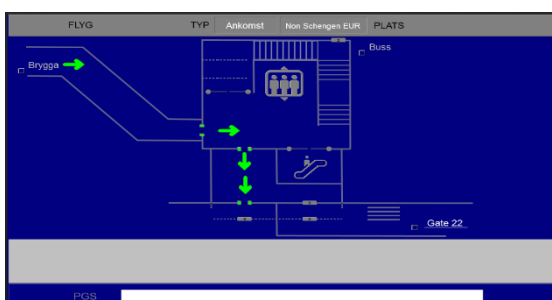 FLYG TYP Ankomst Non Schengen EUR PLATS
Buss
Brygga
Gate 22
PGS